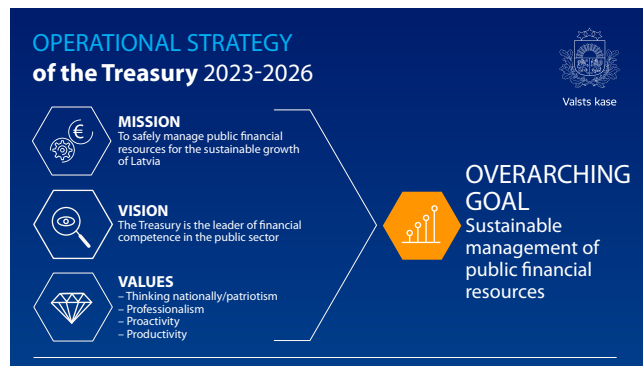 OPERATIONAL STRATEGY
of the Treasury 2023-2026
Valsts kase
MISSION
To safely manage public financial
resources for the sustainable growth
of Latvia
VISION
The Treasury is the leader of financial
competence in the public sector
VALUES
– Thinking nationally/patriotism
– Professionalism
– Proactivity
– Productivity
OVERARCHING
GOAL
Sustainable
management of
public financial
resources